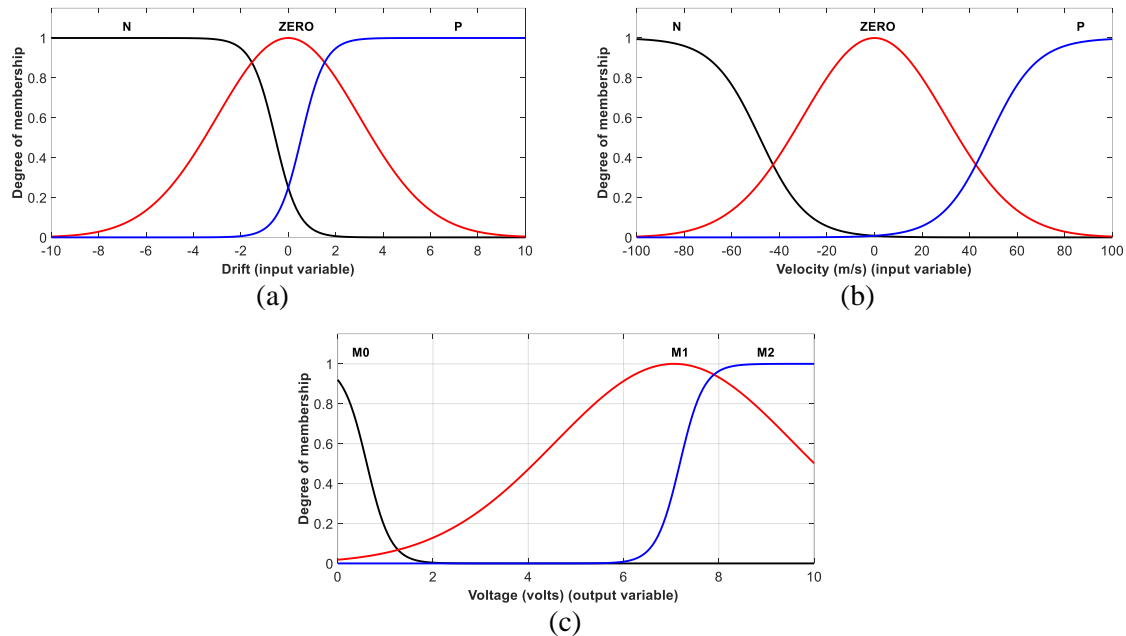 N ZERO P
Degree of membership
1
0.8
0.6
0.4
0.2
0
-10 -8 -6 -4 -2 0 2 4 6 8 10
Drift (input variable)
(a)
N ZERO P
Degree of membership
1
0.8
0.6
0.4
0.2
0
-100 -80 -60 -40 -20 0 20 40 60 80 100
Velocity (m/s) (input variable)
(b)
M0 M1 M2
Degree of membership
1
0.8
0.6
0.4
0.2
0
0 2 4 6 8 10
Voltage (volts) (output variable)
(c)